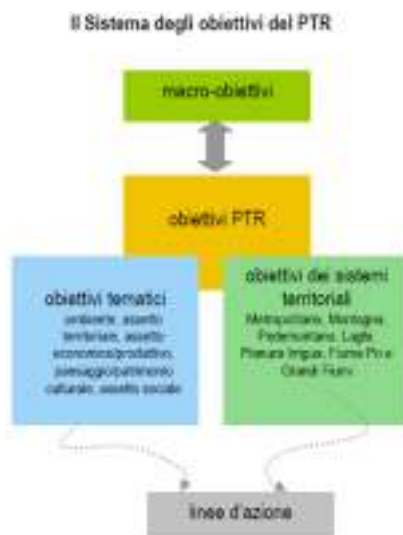 Il Sistema degli obiettivi del PTR
macro-obiettivi
obiettivi PTR
obiettivi tematici
ambiente, assetto
territoriale, assetto
economico/produttivo,
paesaggio/patrimonio
culturale, assetto sociale
obiettivi dei sistemi
territoriali
Metropolitano, Montagna,
Pedemontano, Laghi,
Pianura Irrigua, Fiume Po e
Grandi Fiumi
linee d'azione